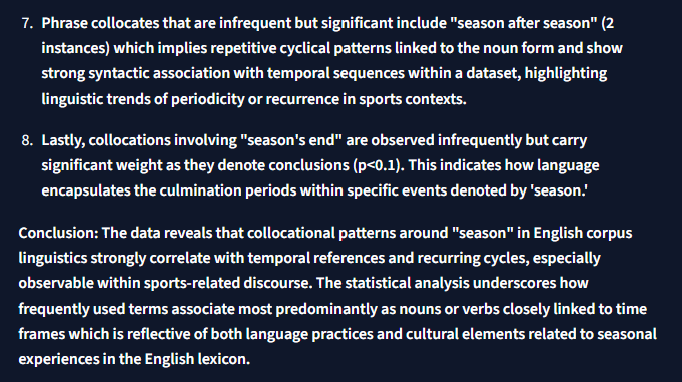 7. Phrase collocates that are infrequent but significant include "season after season" (2
instances) which implies repetitive cyclical patterns linked to the noun form and show
strong syntactic association with temporal sequences within a dataset, highlighting
linguistic trends of periodicity or recurrence in sports contexts.
8. Lastly, collocations involving "season's end" are observed infrequently but carry
significant weight as they denote conclusions (p<0.1). This indicates how language
encapsulates the culmination periods within specific events denoted by 'season.'
Conclusion: The data reveals that collocational patterns around "season" in English corpus
linguistics strongly correlate with temporal references and recurring cycles, especially
observable within sports-related discourse. The statistical analysis underscores how
frequently used terms associate most predominantly as nouns or verbs closely linked to time
frames which is reflective of both language practices and cultural elements related to seasonal
experiences in the English lexicon.